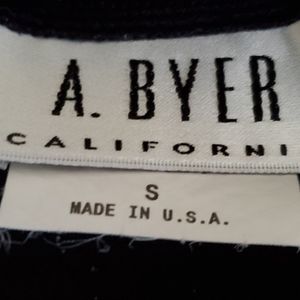 A. BYER
CALIFORNI
S
MADE IN U.S.A.